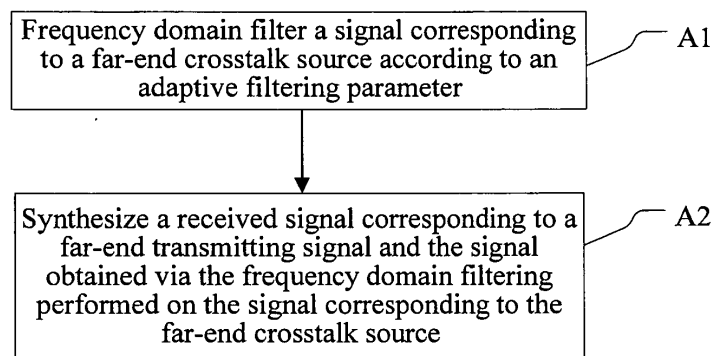 Frequency domain filter a signal corresponding
to a far-end crosstalk source according to an
adaptive filtering parameter
A1
Synthesize a received signal corresponding to a
far-end transmitting signal and the signal
obtained via the frequency domain filtering
performed on the signal corresponding to the
far-end crosstalk source
A2